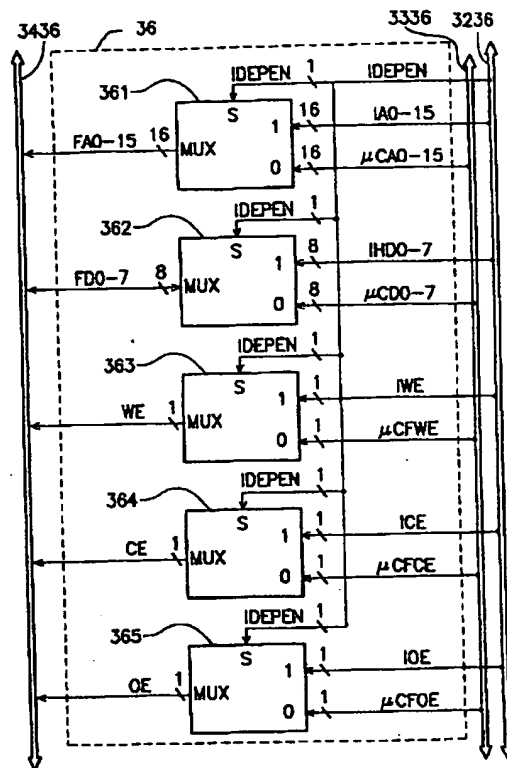 3436
36
3336
3236
361
IDEPEN 1 IDEPEN
S
FA0-15 16 MUX 1 16 IA0-15
0 16 μCA0-15
362
IDEPEN 1
S
FD0-7 8 MUX 1 8 IHD0-7
0 8 μCD0-7
363
IDEPEN 1
S
WE 1 MUX 1 1 IWE
0 1 μCFWE
364
IDEPEN 1
S
CE 1 MUX 1 1 ICE
0 1 μCFCE
365
IDEPEN 1
S
OE 1 MUX 1 1 IOE
0 1 μCFOE